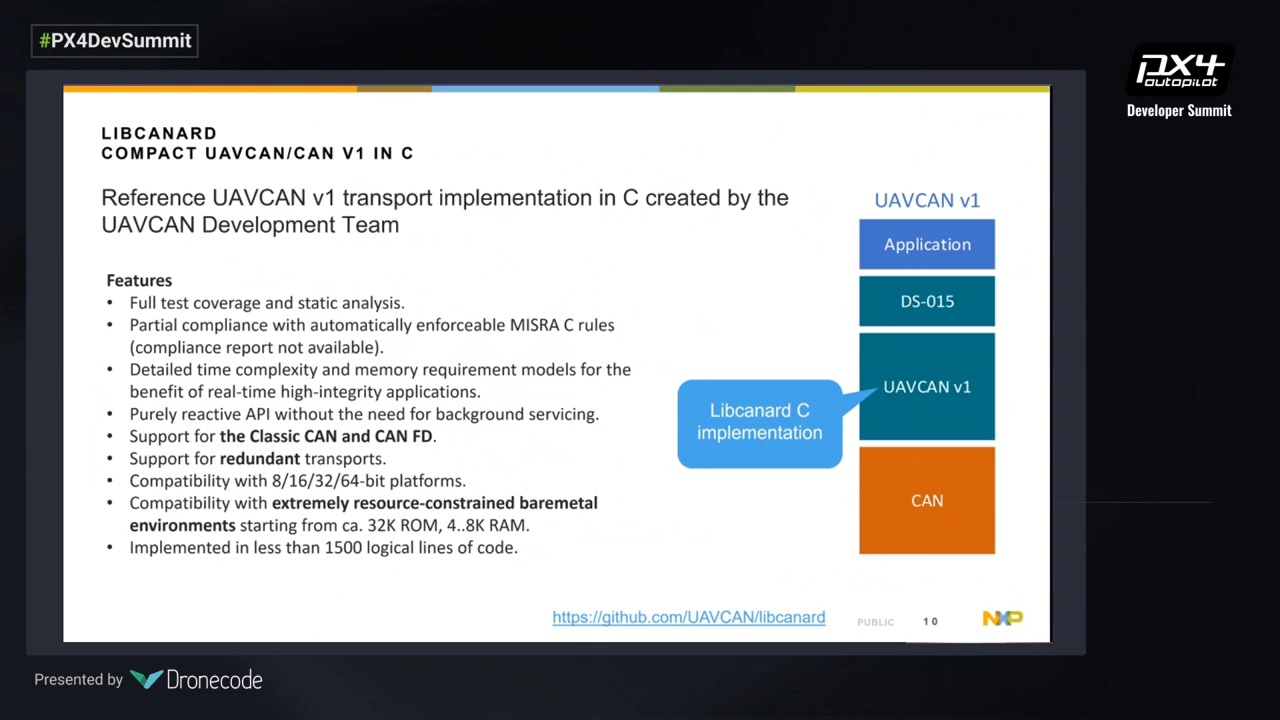 #PX4DevSummit
px4
autopilot
Developer Summit
LIBCANARD
COMPACT UAVCAN/CAN V1 IN C
Reference UAVCAN v1 transport implementation in C created by the
UAVCAN Development Team
Features
• Full test coverage and static analysis.
• Partial compliance with automatically enforceable MISRA C rules
(compliance report not available).
• Detailed time complexity and memory requirement models for the
benefit of real-time high-integrity applications.
• Purely reactive API without the need for background servicing.
• Support for the Classic CAN and CAN FD.
• Support for redundant transports.
• Compatibility with 8/16/32/64-bit platforms.
• Compatibility with extremely resource-constrained baremetal
environments starting from ca. 32K ROM, 4..8K RAM.
• Implemented in less than 1500 logical lines of code.
UAVCAN v1
Application
DS-015
UAVCAN v1
CAN
Libcanard C
implementation
https://github.com/UAVCAN/libcanard
PUBLIC
10
NXP
Presented by Dronecode